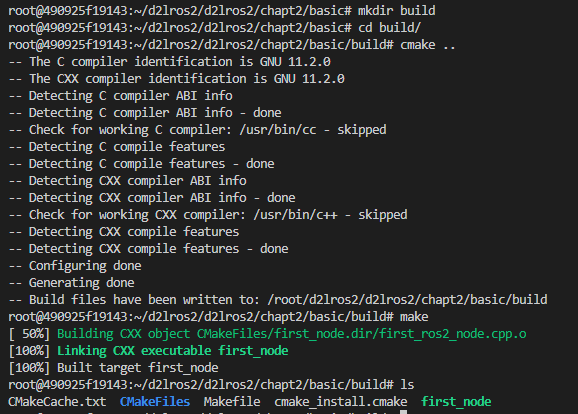 root@490925f19143:~/d2lros2/d2lros2/chapt2/basic# mkdir build
root@490925f19143:~/d2lros2/d2lros2/chapt2/basic# cd build/
root@490925f19143:~/d2lros2/d2lros2/chapt2/basic/build# cmake ..
-- The C compiler identification is GNU 11.2.0
-- The CXX compiler identification is GNU 11.2.0
-- Detecting C compiler ABI info
-- Detecting C compiler ABI info - done
-- Check for working C compiler: /usr/bin/cc - skipped
-- Detecting C compile features
-- Detecting C compile features - done
-- Detecting CXX compiler ABI info
-- Detecting CXX compiler ABI info - done
-- Check for working CXX compiler: /usr/bin/c++ - skipped
-- Detecting CXX compile features
-- Detecting CXX compile features - done
-- Configuring done
-- Generating done
-- Build files have been written to: /root/d2lros2/d2lros2/chapt2/basic/build
root@490925f19143:~/d2lros2/d2lros2/chapt2/basic/build# make
[ 50%] Building CXX object CMakeFiles/first_node.dir/first_ros2_node.cpp.o
[100%] Linking CXX executable first_node
[100%] Built target first_node
root@490925f19143:~/d2lros2/d2lros2/chapt2/basic/build# ls
CMakeCache.txt CMakeFiles Makefile cmake_install.cmake first_node